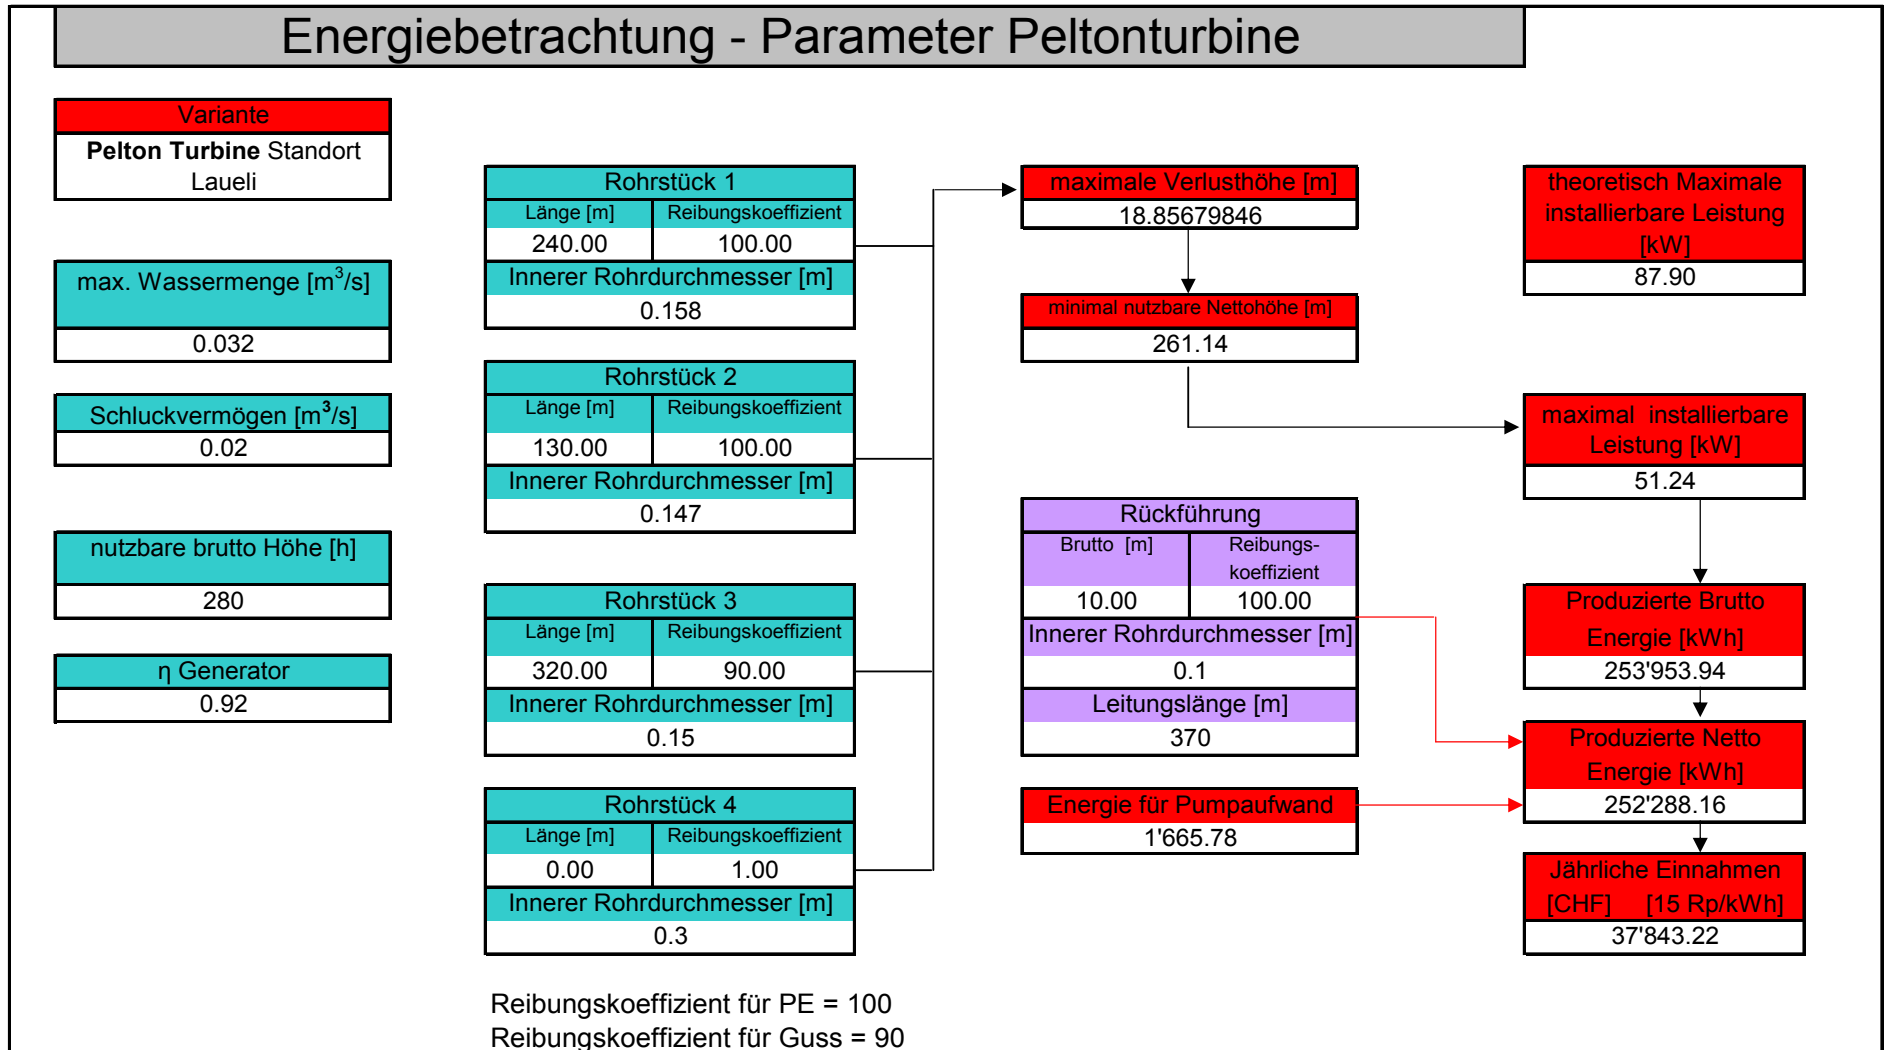 Energiebetrachtung - Parameter Peltonturbine
Variante
Pelton Turbine Standort
Laueli
max. Wassermenge [m³/s]
0.032
Schluckvermögen [m³/s]
0.02
nutzbare brutto Höhe [h]
280
η Generator
0.92
Rohrstück 1
Länge [m] Reibungskoeffizient
240.00 100.00
Innerer Rohrdurchmesser [m]
0.158
Rohrstück 2
Länge [m] Reibungskoeffizient
130.00 100.00
Innerer Rohrdurchmesser [m]
0.147
Rohrstück 3
Länge [m] Reibungskoeffizient
320.00 90.00
Innerer Rohrdurchmesser [m]
0.15
Rohrstück 4
Länge [m] Reibungskoeffizient
0.00 1.00
Innerer Rohrdurchmesser [m]
0.3
Reibungskoeffizient für PE = 100
Reibungskoeffizient für Guss = 90
maximale Verlusthöhe [m]
18.85679846
minimal nutzbare Nettohöhe [m]
261.14
Rückführung
Brutto [m] Reibungs-
koeffizient
10.00 100.00
Innerer Rohrdurchmesser [m]
0.1
Leitungslänge [m]
370
Energie für Pumpaufwand
1'665.78
theoretisch Maximale
installierbare Leistung
[kW]
87.90
maximal installierbare
Leistung [kW]
51.24
Produzierte Brutto
Energie [kWh]
253'953.94
Produzierte Netto
Energie [kWh]
252'288.16
Jährliche Einnahmen
[CHF] [15 Rp/kWh]
37'843.22